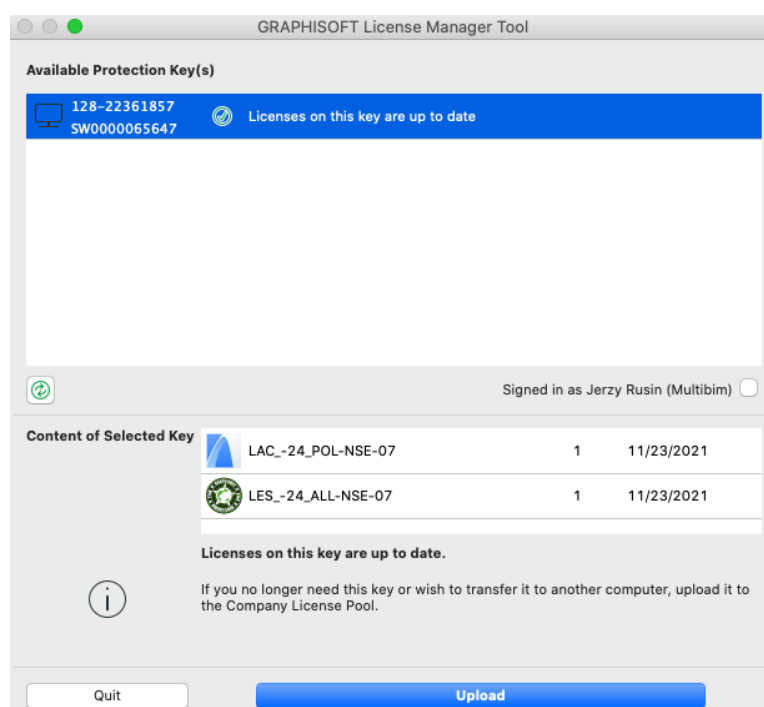 GRAPHISOFT License Manager Tool
Available Protection Key(s)
128-22361857
SW0000065647
Licenses on this key are up to date
Signed in as Jerzy Rusin (Multibim)
Content of Selected Key
LAC_-24_POL-NSE-07 1 11/23/2021
LES_-24_ALL-NSE-07 1 11/23/2021
Licenses on this key are up to date.
If you no longer need this key or wish to transfer it to another computer, upload it to
the Company License Pool.
Quit
Upload